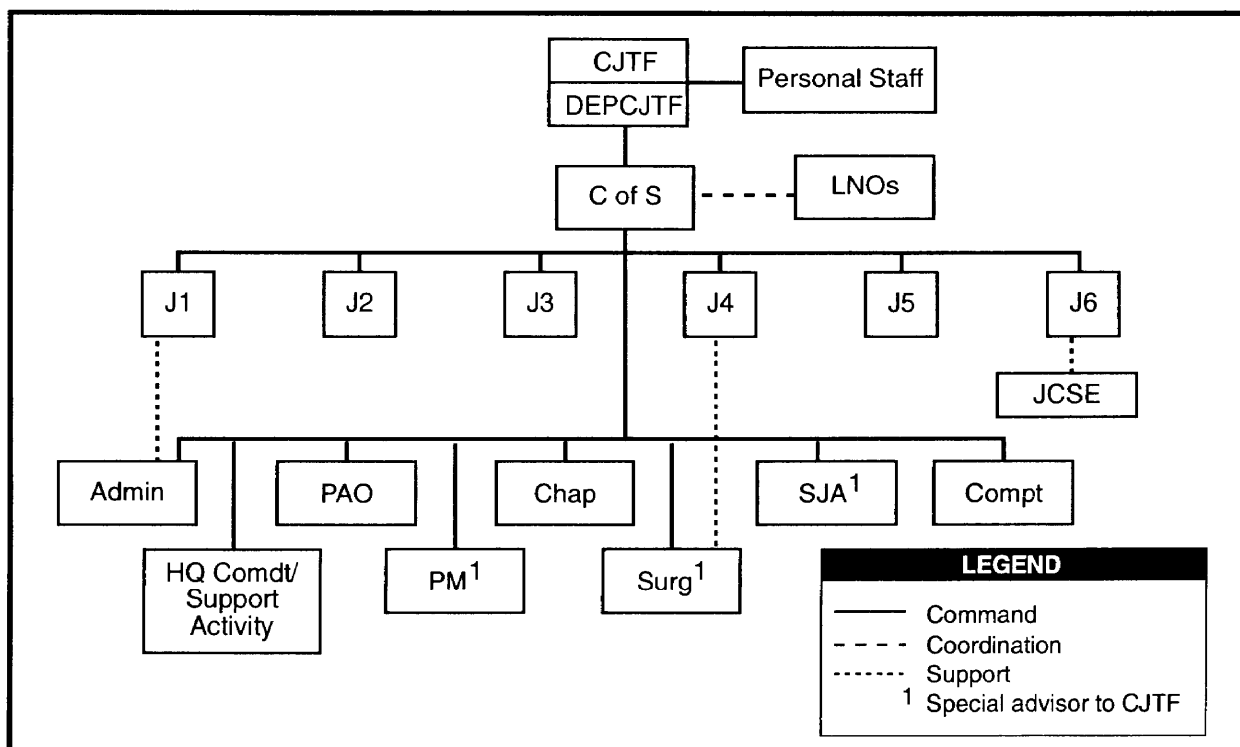 CJTF
DEPCJTF
Personal Staff
C of S
LNOs
J1
J2
J3
J4
J5
J6
JCSE
Admin
PAO
Chap
SJA1
Compt
HQ Comdt/
Support
Activity
PM1
Surg1
LEGEND
Command
Coordination
Support
1 Special advisor to CJTF